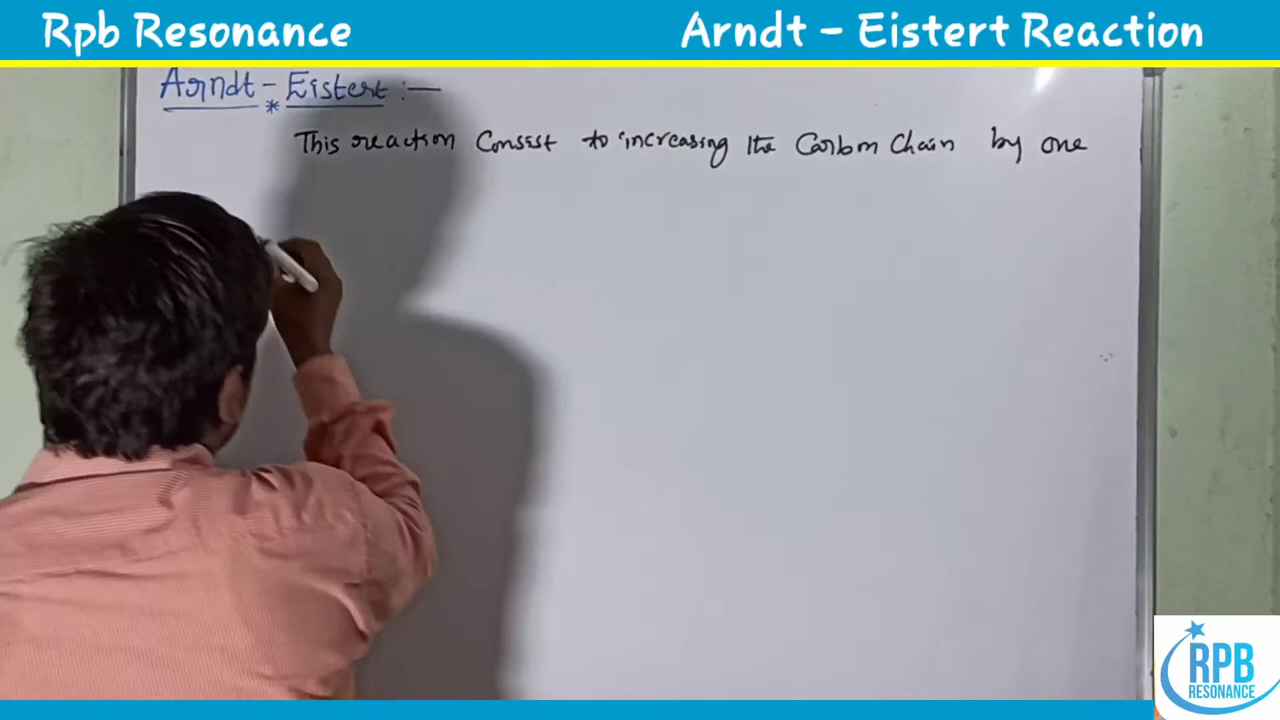 Rpb Resonance
Arndt - Eistert Reaction
Arndt - Eistert :-
This reaction Consist to increasing the Carbon Chain by one
RPB
RESONANCE